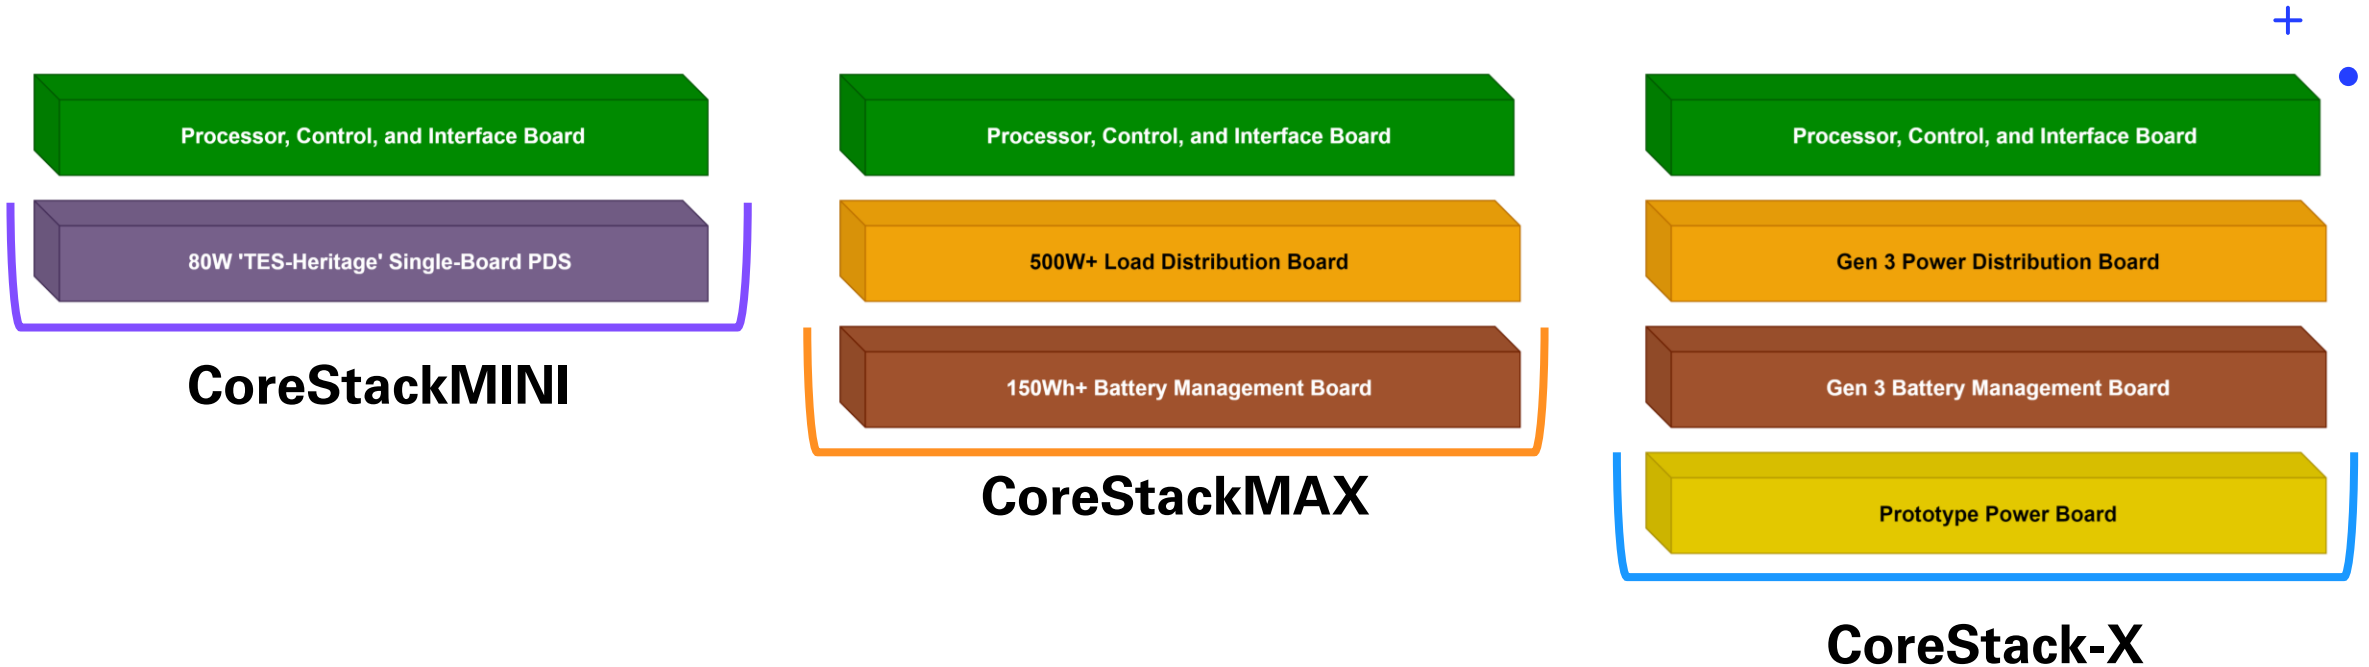 Processor, Control, and Interface Board
80W 'TES-Heritage' Single-Board PDS
CoreStackMINI
Processor, Control, and Interface Board
500W+ Load Distribution Board
150Wh+ Battery Management Board
CoreStackMAX
Processor, Control, and Interface Board
Gen 3 Power Distribution Board
Gen 3 Battery Management Board
Prototype Power Board
CoreStack-X